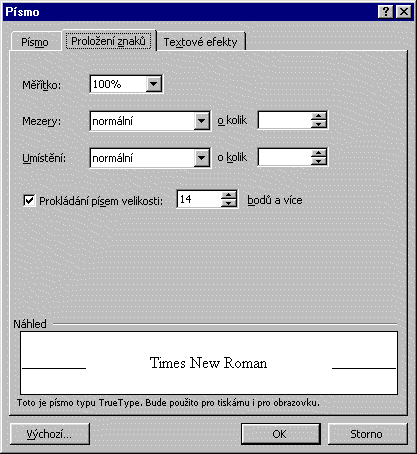 Písmo
Písmo Proložení znaků Textové efekty
Měřítko: 100%
Mezery: normální o kolik
Umístění: normální o kolik
Prokládání písem velikosti: 14 bodů a více
Náhled
Times New Roman
Toto je písmo typu TrueType. Bude použito pro tiskárnu i pro obrazovku.
Výchozí... OK Storno